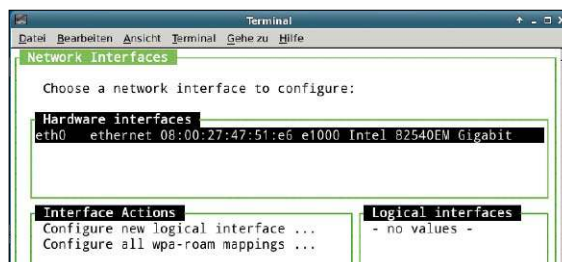 Terminal
Datei Bearbeiten Ansicht Terminal Gehe zu Hilfe
Network Interfaces
Choose a network interface to configure:
Hardware interfaces
eth0 ethernet 08:00:27:47:51:e6 e1000 Intel 82540EM Gigabit
Interface Actions
Configure new logical interface ...
Configure all wpa-roam mappings ...
Logical interfaces
- no values -